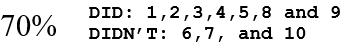 70%
DID: 1,2,3,4,5,8 and 9
DIDN'T: 6,7, and 10